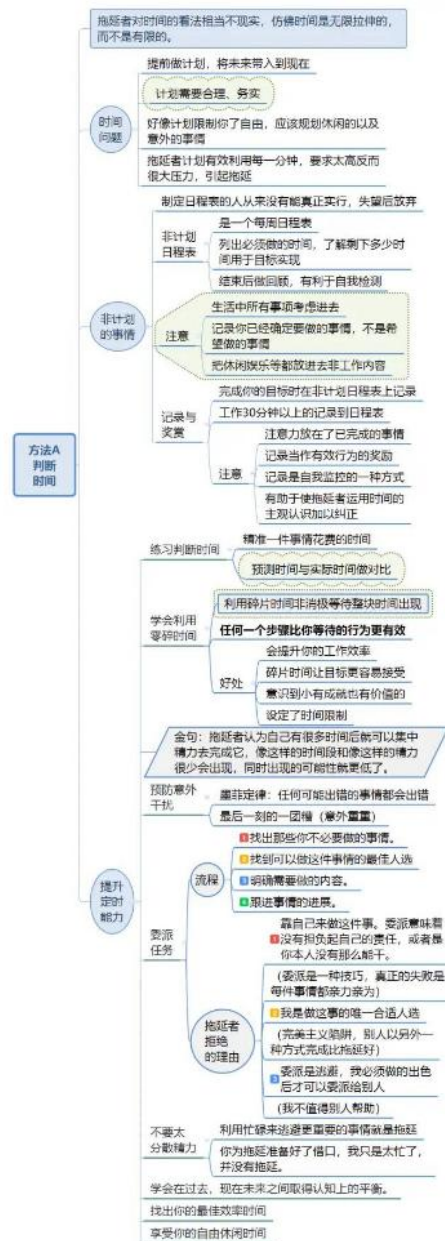 方法A
判断
时间
拖延者对时间的看法相当不现实，仿佛时间是无限拉伸的，
而不是有限的。
时间
问题
提前做计划，将未来带入到现在
计划需要合理、务实
好像计划限制你了自由，应该规划休闲的以及
意外的事情
拖延者计划有效利用每一分钟，要求太高反而
很大压力，引起拖延
非计划
的事情
制定日程表的人从来没有能真正实行，失望后放弃
非计划
日程表
是一个每周日程表
列出必须做的时间，了解剩下多少时
间用于目标实现
结束后做回顾，有利于自我检测
注意
生活中所有事项考虑进去
记录你已经确定要做的事情，不是希
望做的事情
把休闲娱乐等都放进去非工作内容
记录与
奖赏
完成你的目标时在非计划日程表上记录
工作30分钟以上的记录到日程表
注意
注意力放在了已完成的事情
记录当作有效行为的奖励
记录是自我监控的一种方式
有助于使拖延者运用时间的
主观认识加以纠正
提升
定时
能力
练习判断时间
精准一件事情花费的时间
预测时间与实际时间做对比
学会利用
零碎时间
利用碎片时间非消极等待整块时间出现
任何一个步骤比你等待的行为更有效
好处
会提升你的工作效率
碎片时间让目标更容易接受
意识到小有成就也有价值的
设定了时间限制
金句：拖延者认为自己有很多时间后就可以集中
精力去完成它，像这样的时间段和像这样的精力
很少会出现，同时出现的可能性就更低了。
预防意外
干扰
墨菲定律：任何可能出错的事情都会出错
最后一刻的一团糟（意外重重）
委派
任务
流程
1 找出那些你不必要做的事情。
2 找到可以做这件事情的最佳人选
3 明确需要做的内容。
4 跟进事情的进展。
拖延者
拒绝
的理由
靠自己来做这件事。委派意味着
1 没有担负起自己的责任，或者是
你本人没有那么能干。
（委派是一种技巧，真正的失败是
每件事情都亲力亲为）
2 我是做这事的唯一合适人选
（完美主义陷阱，别人以另外一
种方式完成比拖延好）
3 委派是逃避，我必须做的出色
后才可以委派给别人
（我不值得别人帮助）
不要太
分散精力
利用忙碌来逃避更重要的事情就是拖延
你为拖延准备好了借口，我只是太忙了，
并没有拖延。
学会在过去，现在未来之间取得认知上的平衡。
找出你的最佳效率时间
享受你的自由休闲时间